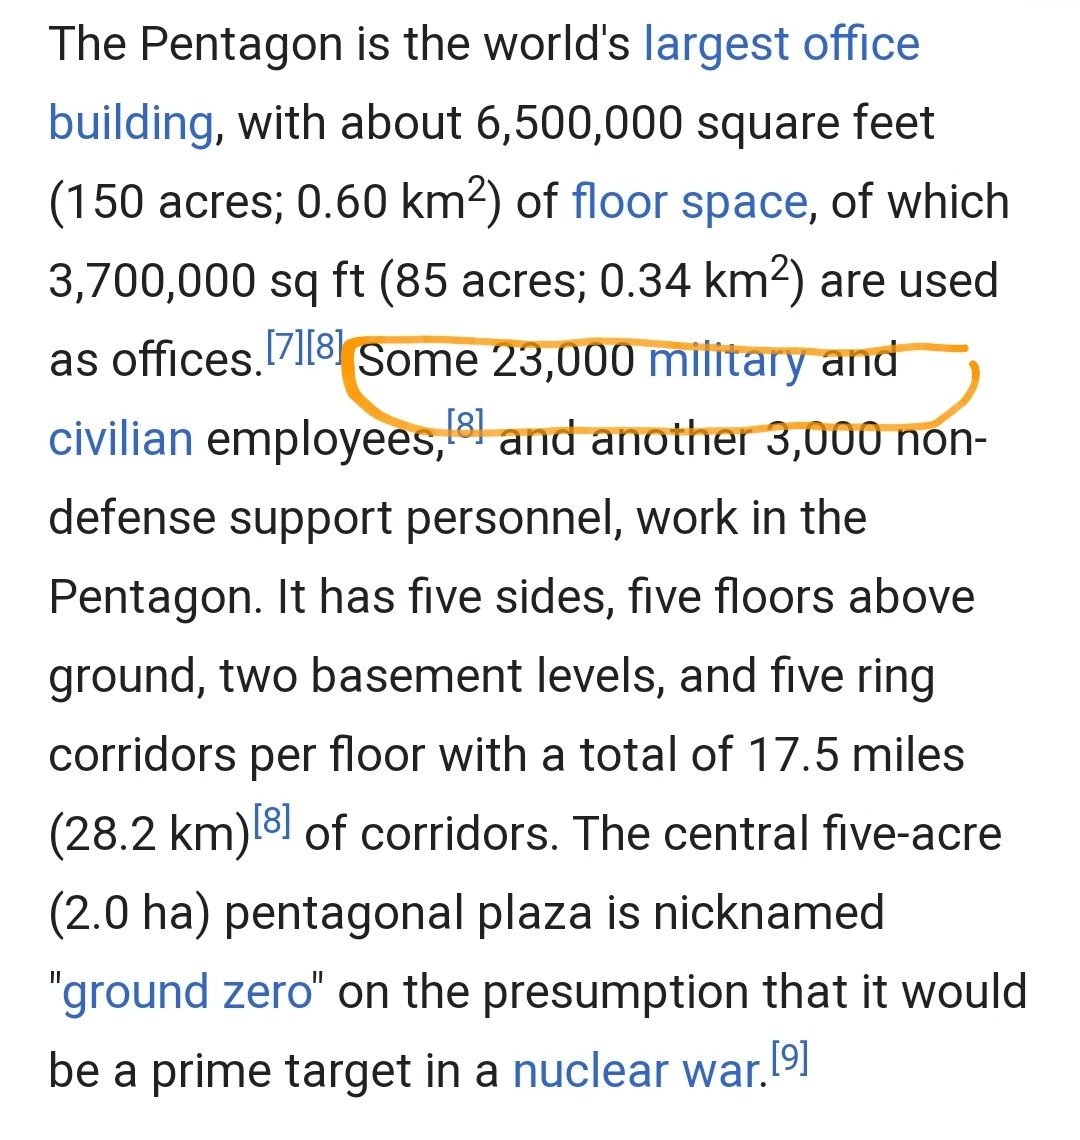 The Pentagon is the world's largest office
building, with about 6,500,000 square feet
(150 acres; 0.60 km²) of floor space, of which
3,700,000 sq ft (85 acres; 0.34 km²) are used
as offices.[7][8] Some 23,000 military and
civilian employees,[8] and another 3,000 non-
defense support personnel, work in the
Pentagon. It has five sides, five floors above
ground, two basement levels, and five ring
corridors per floor with a total of 17.5 miles
(28.2 km)[8] of corridors. The central five-acre
(2.0 ha) pentagonal plaza is nicknamed
"ground zero" on the presumption that it would
be a prime target in a nuclear war.[9]